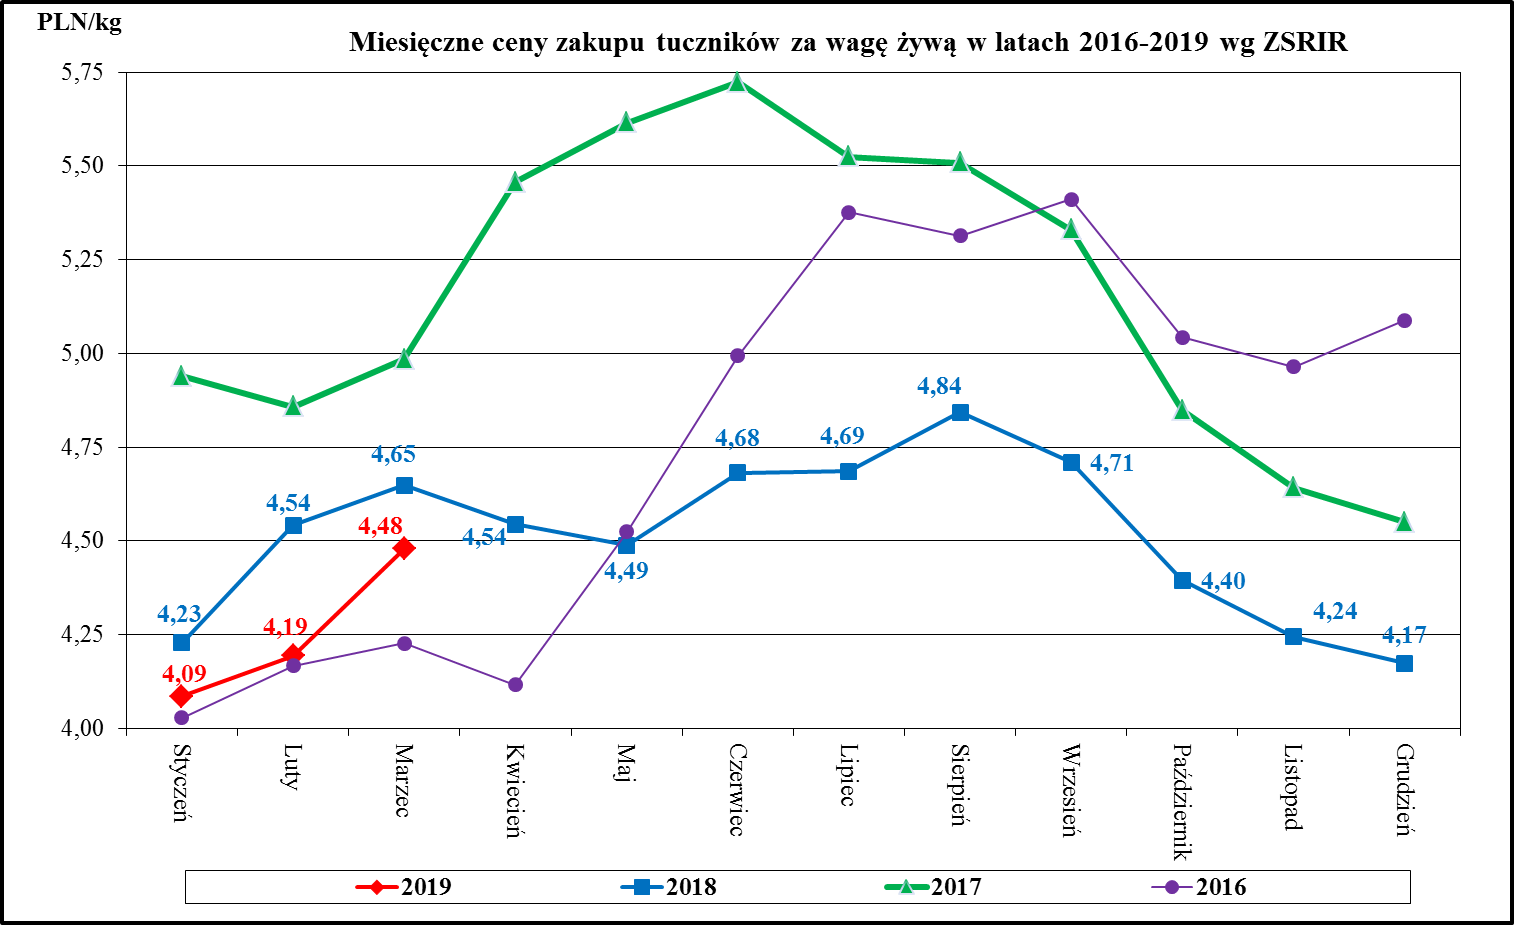 PLN/kg
Miesięczne ceny zakupu tuczników za wagę żywą w latach 2016-2019 wg ZSRIR
5,75
5,50
5,25
5,00
4,75
4,50
4,25
4,00
4,84
4,68
4,69
4,65
4,71
4,54
4,48
4,54
4,49
4,40
4,23
4,19
4,24
4,17
4,09
Styczeń
Luty
Marzec
Kwiecień
Maj
Czerwiec
Lipiec
Sierpień
Wrzesień
Październik
Listopad
Grudzień
2019
2018
2017
2016